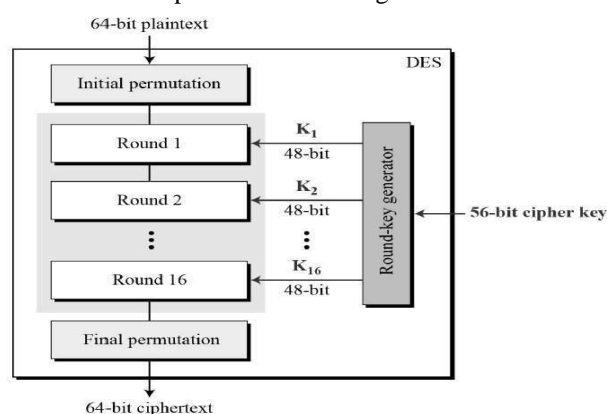 64-bit plaintext
DES
Initial permutation
Round 1
K1
48-bit
Round 2
K2
48-bit
Round-key generator
56-bit cipher key
Round 16
K16
48-bit
Final permutation
64-bit ciphertext